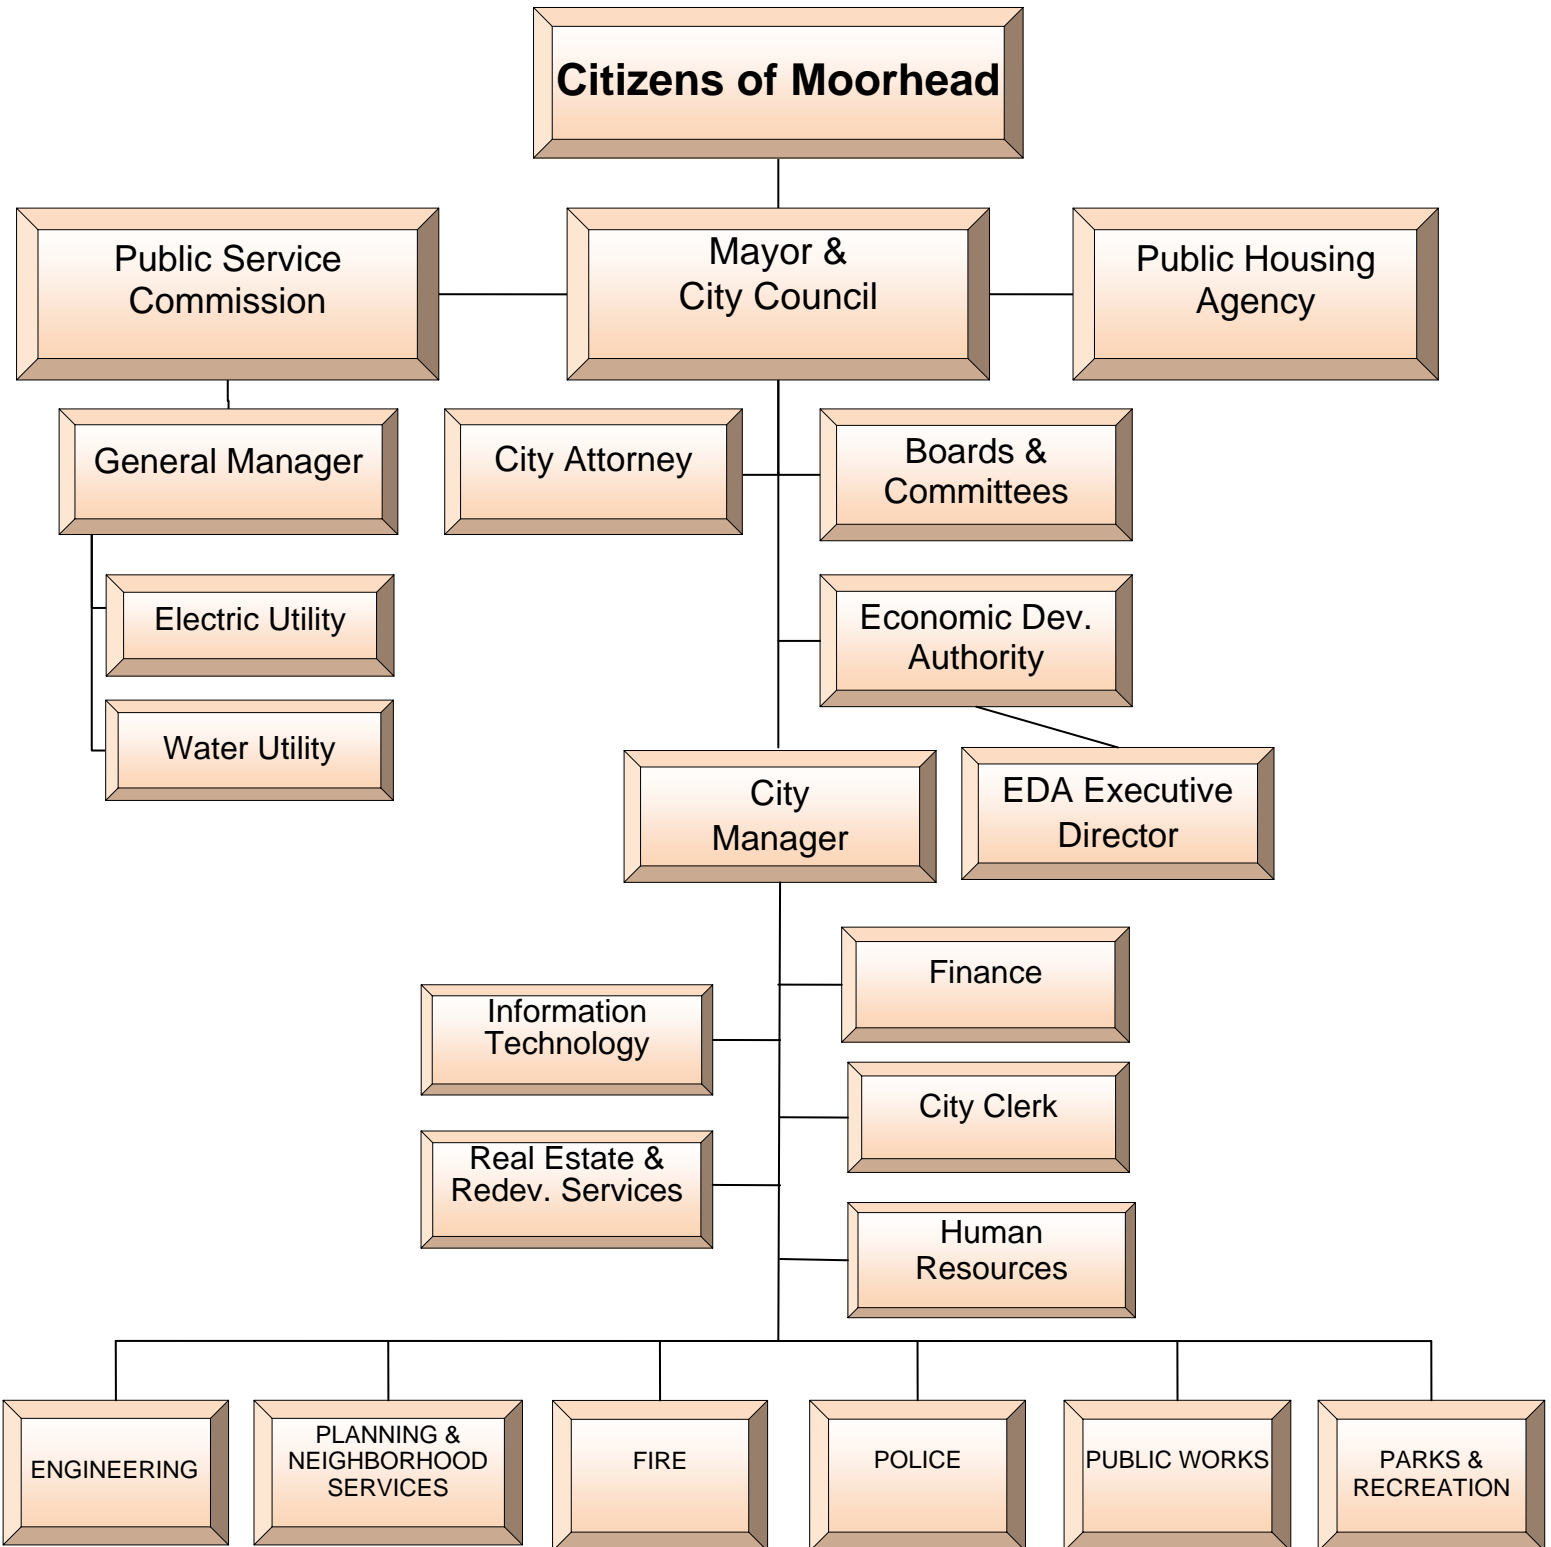 Citizens of Moorhead
Public Service
Commission
Mayor &
City Council
Public Housing
Agency
General Manager
City Attorney
Boards &
Committees
Electric Utility
Economic Dev.
Authority
Water Utility
City
Manager
EDA Executive
Director
Finance
Information
Technology
City Clerk
Real Estate &
Redev. Services
Human
Resources
ENGINEERING
PLANNING &
NEIGHBORHOOD
SERVICES
FIRE
POLICE
PUBLIC WORKS
PARKS &
RECREATION